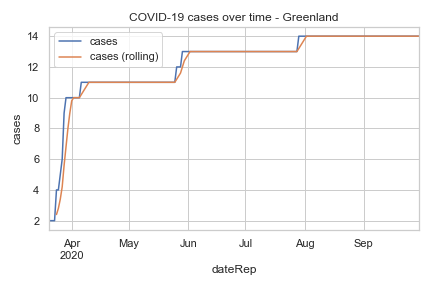 COVID-19 cases over time - Greenland
cases
cases (rolling)
14
12
10
8
6
4
2
cases
Apr May Jun Jul Aug Sep
2020
dateRep